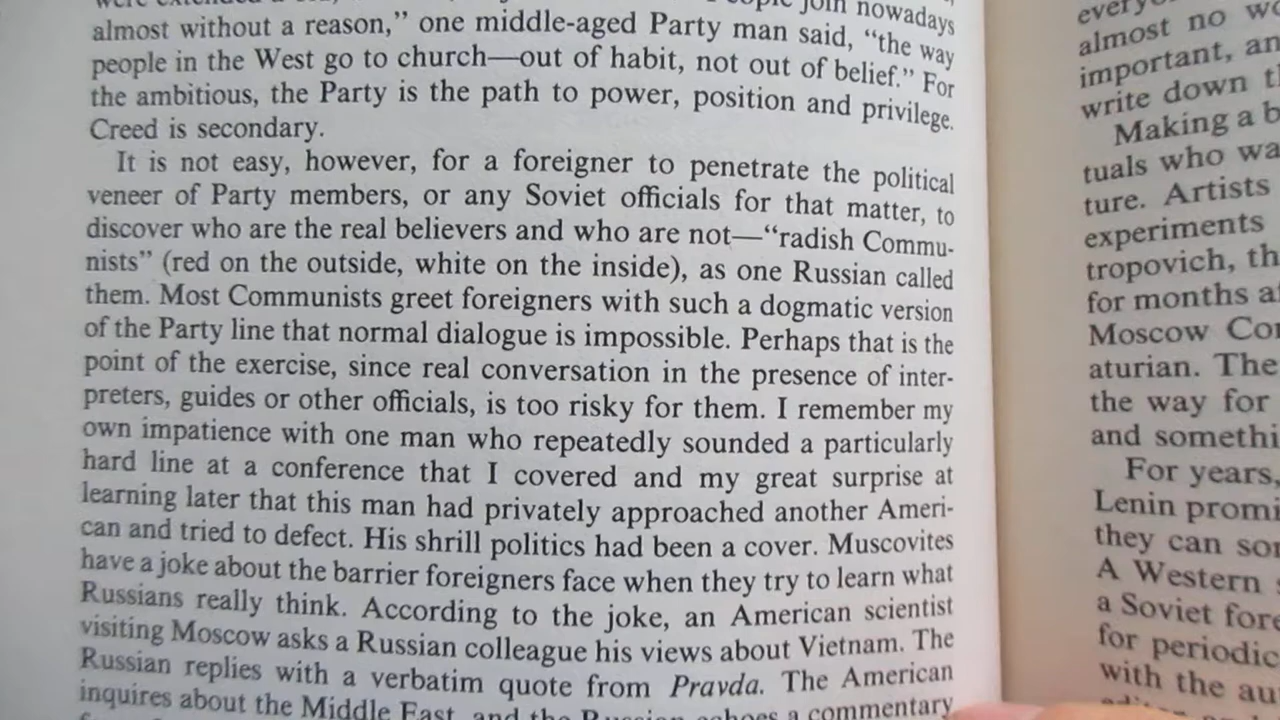 join nowadays
almost without a reason,” one middle-aged Party man said, “the way
people in the West go to church—out of habit, not out of belief.” For
the ambitious, the Party is the path to power, position and privilege.
Creed is secondary.
It is not easy, however, for a foreigner to penetrate the political
veneer of Party members, or any Soviet officials for that matter, to
discover who are the real believers and who are not—“radish Commu-
nists” (red on the outside, white on the inside), as one Russian called
them. Most Communists greet foreigners with such a dogmatic version
of the Party line that normal dialogue is impossible. Perhaps that is the
point of the exercise, since real conversation in the presence of inter-
preters, guides or other officials, is too risky for them. I remember my
own impatience with one man who repeatedly sounded a particularly
hard line at a conference that I covered and my great surprise at
learning later that this man had privately approached another Ameri-
can and tried to defect. His shrill politics had been a cover. Muscovites
have a joke about the barrier foreigners face when they try to learn what
Russians really think. According to the joke, an American scientist
visiting Moscow asks a Russian colleague his views about Vietnam. The
Russian replies with a verbatim quote from Pravda. The American
inquires about the Middle East, and the Russian echoes a commentary
almost no
important,
write down
Making a
tuals who
ture. Artists
experiments
tropovich,
for months
Moscow
aturian. The
the way for
and
For years,
Lenin
they can
A Western
a Soviet
for
with the